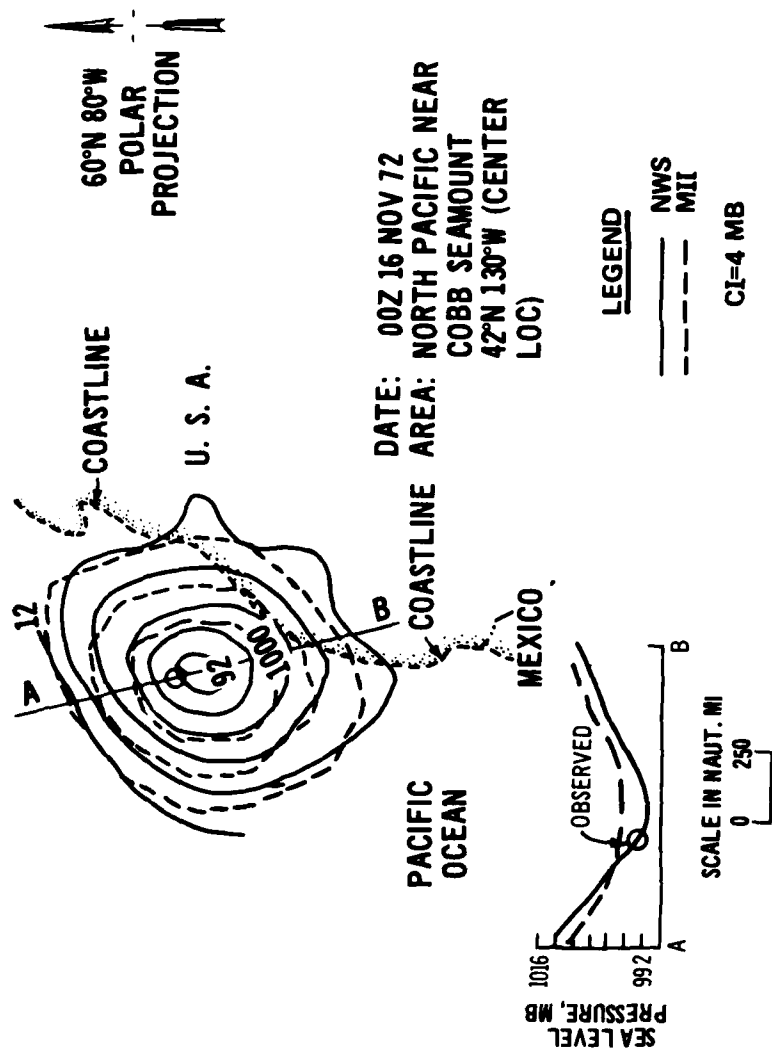 60°N 80°W
POLAR
PROJECTION
COASTLINE
U. S. A.
12
A
92
1000
B
DATE: 00Z 16 NOV 72
COASTLINE
AREA: NORTH PACIFIC NEAR
COBB SEAMOUNT
42°N 130°W (CENTER
LOC)
PACIFIC
OCEAN
MEXICO
LEGEND
NWS
MII
CI=4 MB
SEA LEVEL
PRESSURE, MB
1016
992
OBSERVED
A
B
SCALE IN NAUT. MI
0 250